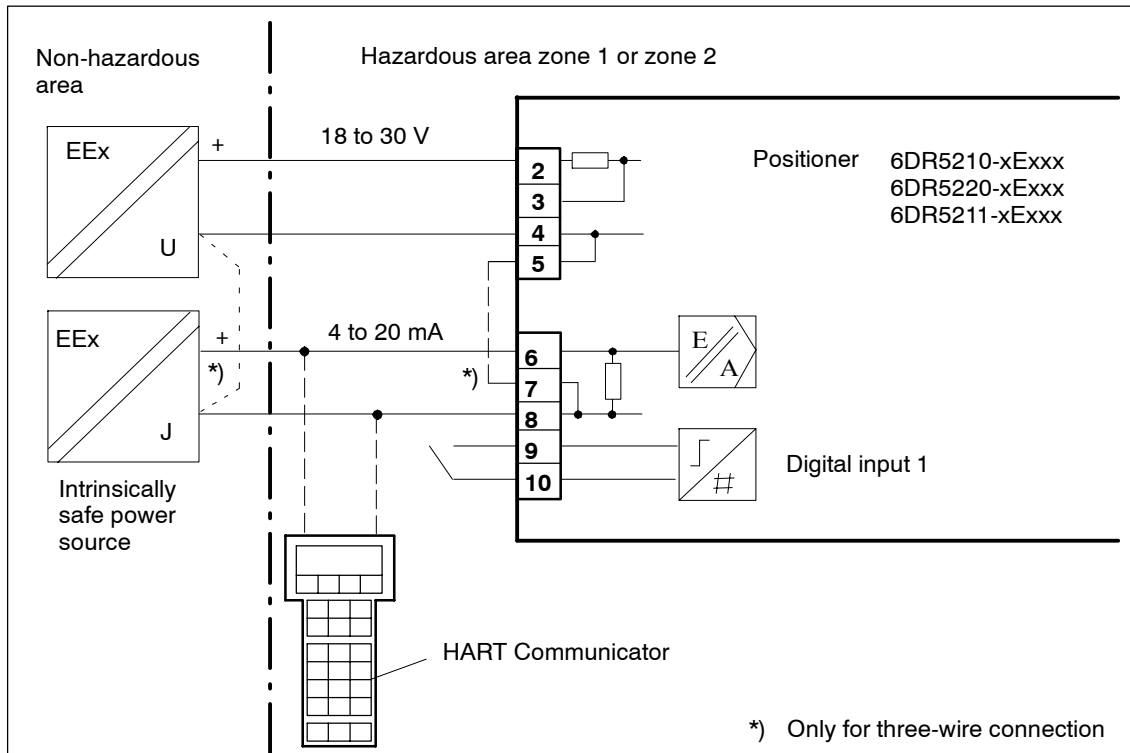 Non-hazardous
area
Hazardous area zone 1 or zone 2
EEx
+
18 to 30 V
U
2
3
4
5
Positioner 6DR5210-xExxx
6DR5220-xExxx
6DR5211-xExxx
EEx
+
*)
J
4 to 20 mA
*)
6
7
8
9
10
E
A
#
Digital input 1
Intrinsically
safe power
source
HART Communicator
*) Only for three-wire connection